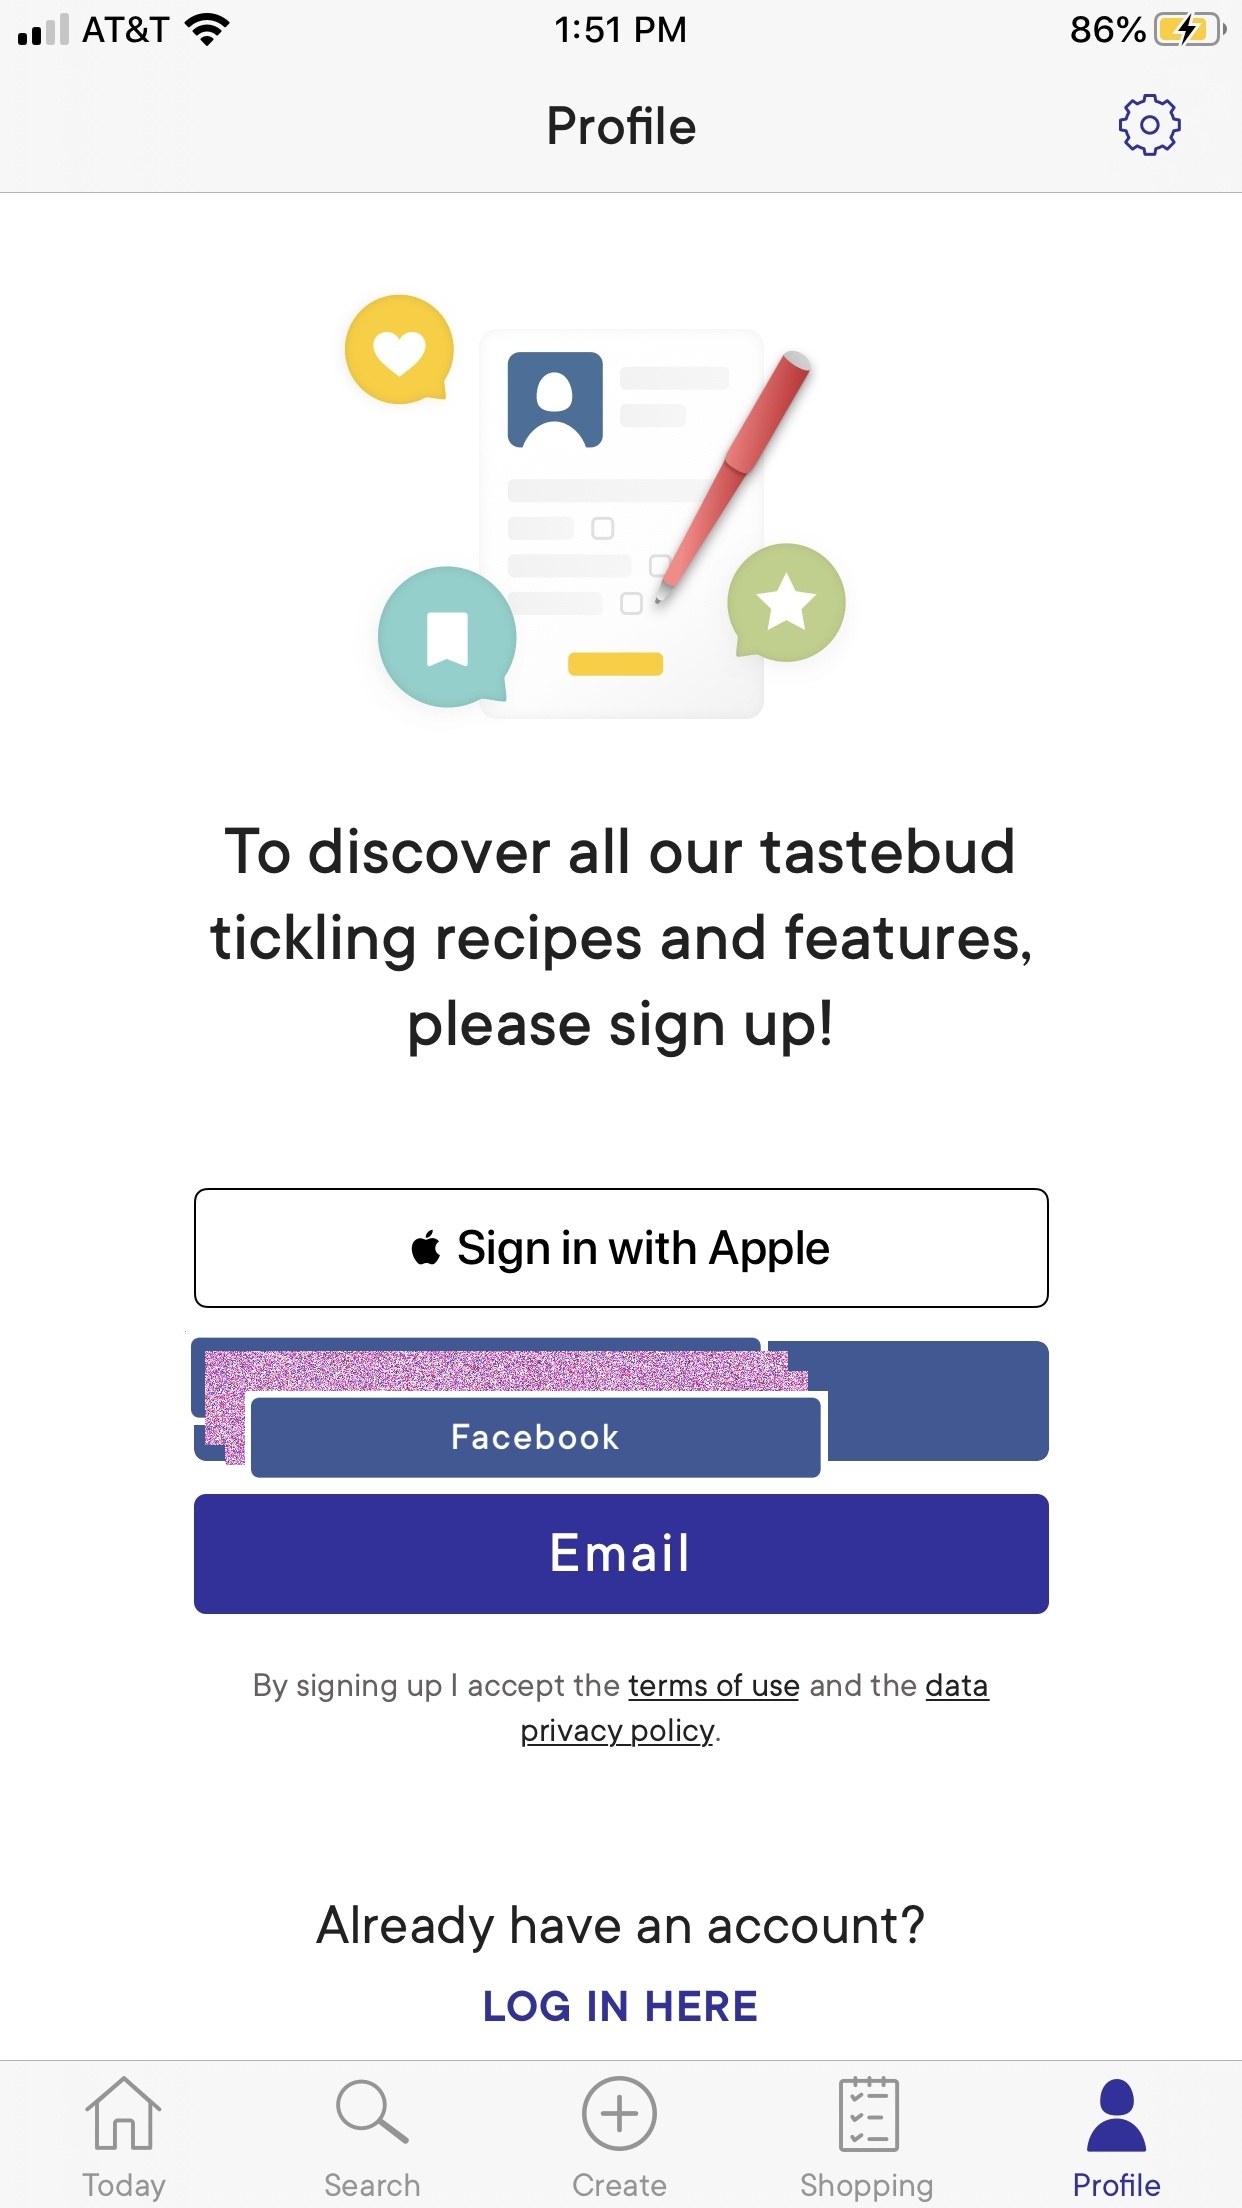 AT&T 1:51 PM 86%
Profile
To discover all our tastebud
tickling recipes and features,
please sign up!
Sign in with Apple
Facebook
Email
By signing up I accept the terms of use and the data
privacy policy.
Already have an account?
LOG IN HERE
Today Search Create Shopping Profile